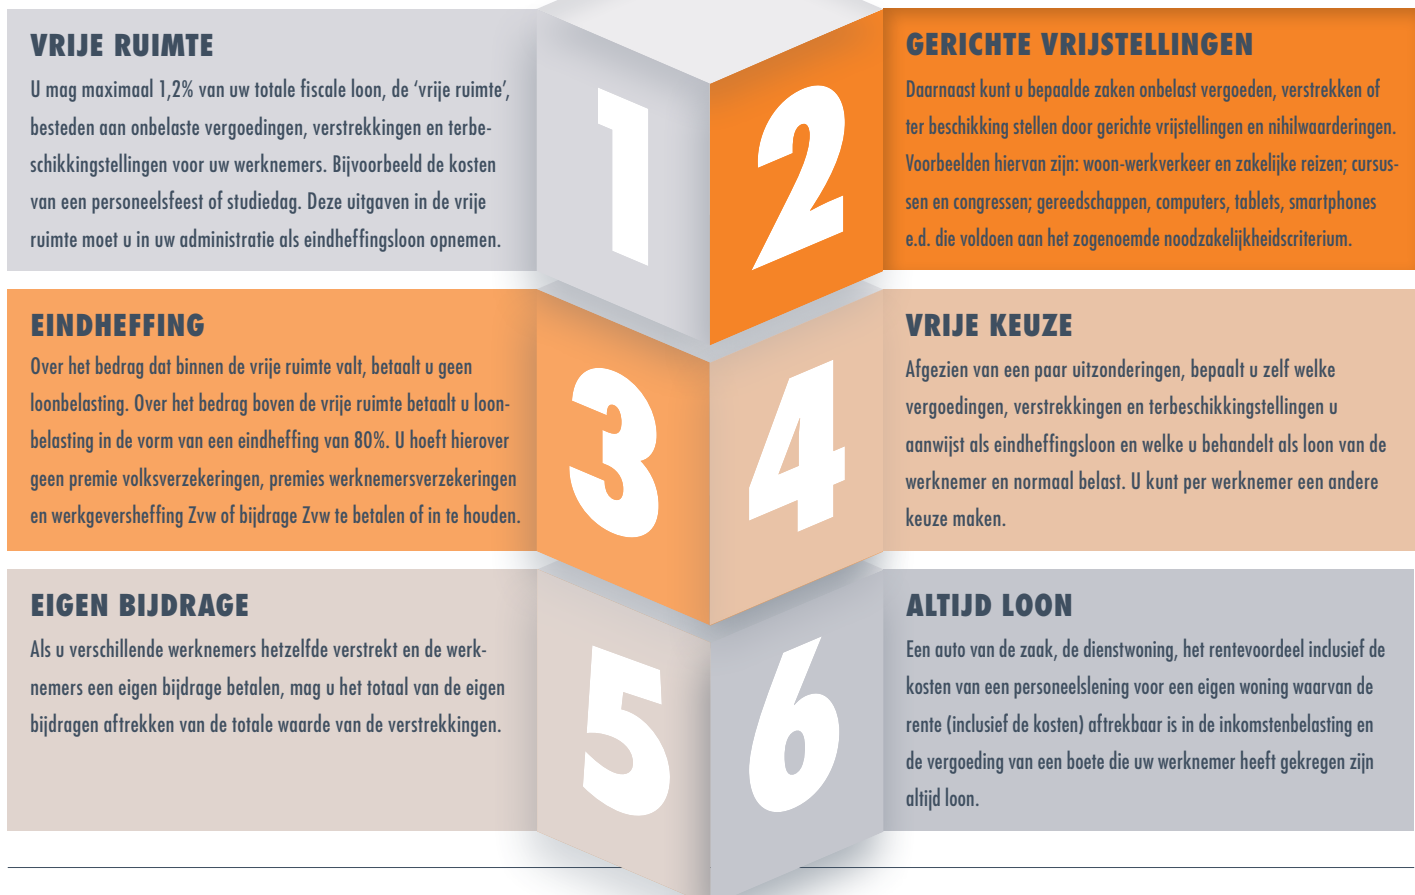 VRIJE RUIMTE
U mag maximaal 1,2% van uw totale fiscale loon, de ‘vrije ruimte’,
besteden aan onbelaste vergoedingen, verstrekkingen en terbe-
schikkingstellingen voor uw werknemers. Bijvoorbeeld de kosten
van een personeelsfeest of studiedag. Deze uitgaven in de vrije
ruimte moet u in uw administratie als eindheffingsloon opnemen.
1
2
GERICHTE VRIJSTELLINGEN
Daarnaast kunt u bepaalde zaken onbelast vergoeden, verstrekken of
ter beschikking stellen door gerichte vrijstellingen en nihilwaarderingen.
Voorbeelden hiervan zijn: woon-werkverkeer en zakelijke reizen; cursus-
sen en congressen; gereedschappen, computers, tablets, smartphones
e.d. die voldoen aan het zogenoemde noodzakelijkheidscriterium.
EINDHEFFING
Over het bedrag dat binnen de vrije ruimte valt, betaalt u geen
loonbelasting. Over het bedrag boven de vrije ruimte betaalt u loon-
belasting in de vorm van een eindheffing van 80%. U hoeft hierover
geen premie volksverzekeringen, premies werknemersverzekeringen
en werkgeversheffing Zvw of bijdrage Zvw te betalen of in te houden.
3
4
VRIJE KEUZE
Afgezien van een paar uitzonderingen, bepaalt u zelf welke
vergoedingen, verstrekkingen en terbeschikkingstellingen u
aanwijst als eindheffingsloon en welke u behandelt als loon van de
werknemer en normaal belast. U kunt per werknemer een andere
keuze maken.
EIGEN BIJDRAGE
Als u verschillende werknemers hetzelfde verstrekt en de werk-
nemers een eigen bijdrage betalen, mag u het totaal van de eigen
bijdragen aftrekken van de totale waarde van de verstrekkingen.
5
6
ALTIJD LOON
Een auto van de zaak, de dienstwoning, het rentevoordeel inclusief de
kosten van een personeelslening voor een eigen woning waarvan de
rente (inclusief de kosten) aftrekbaar is in de inkomstenbelasting en
de vergoeding van een boete die uw werknemer heeft gekregen zijn
altijd loon.